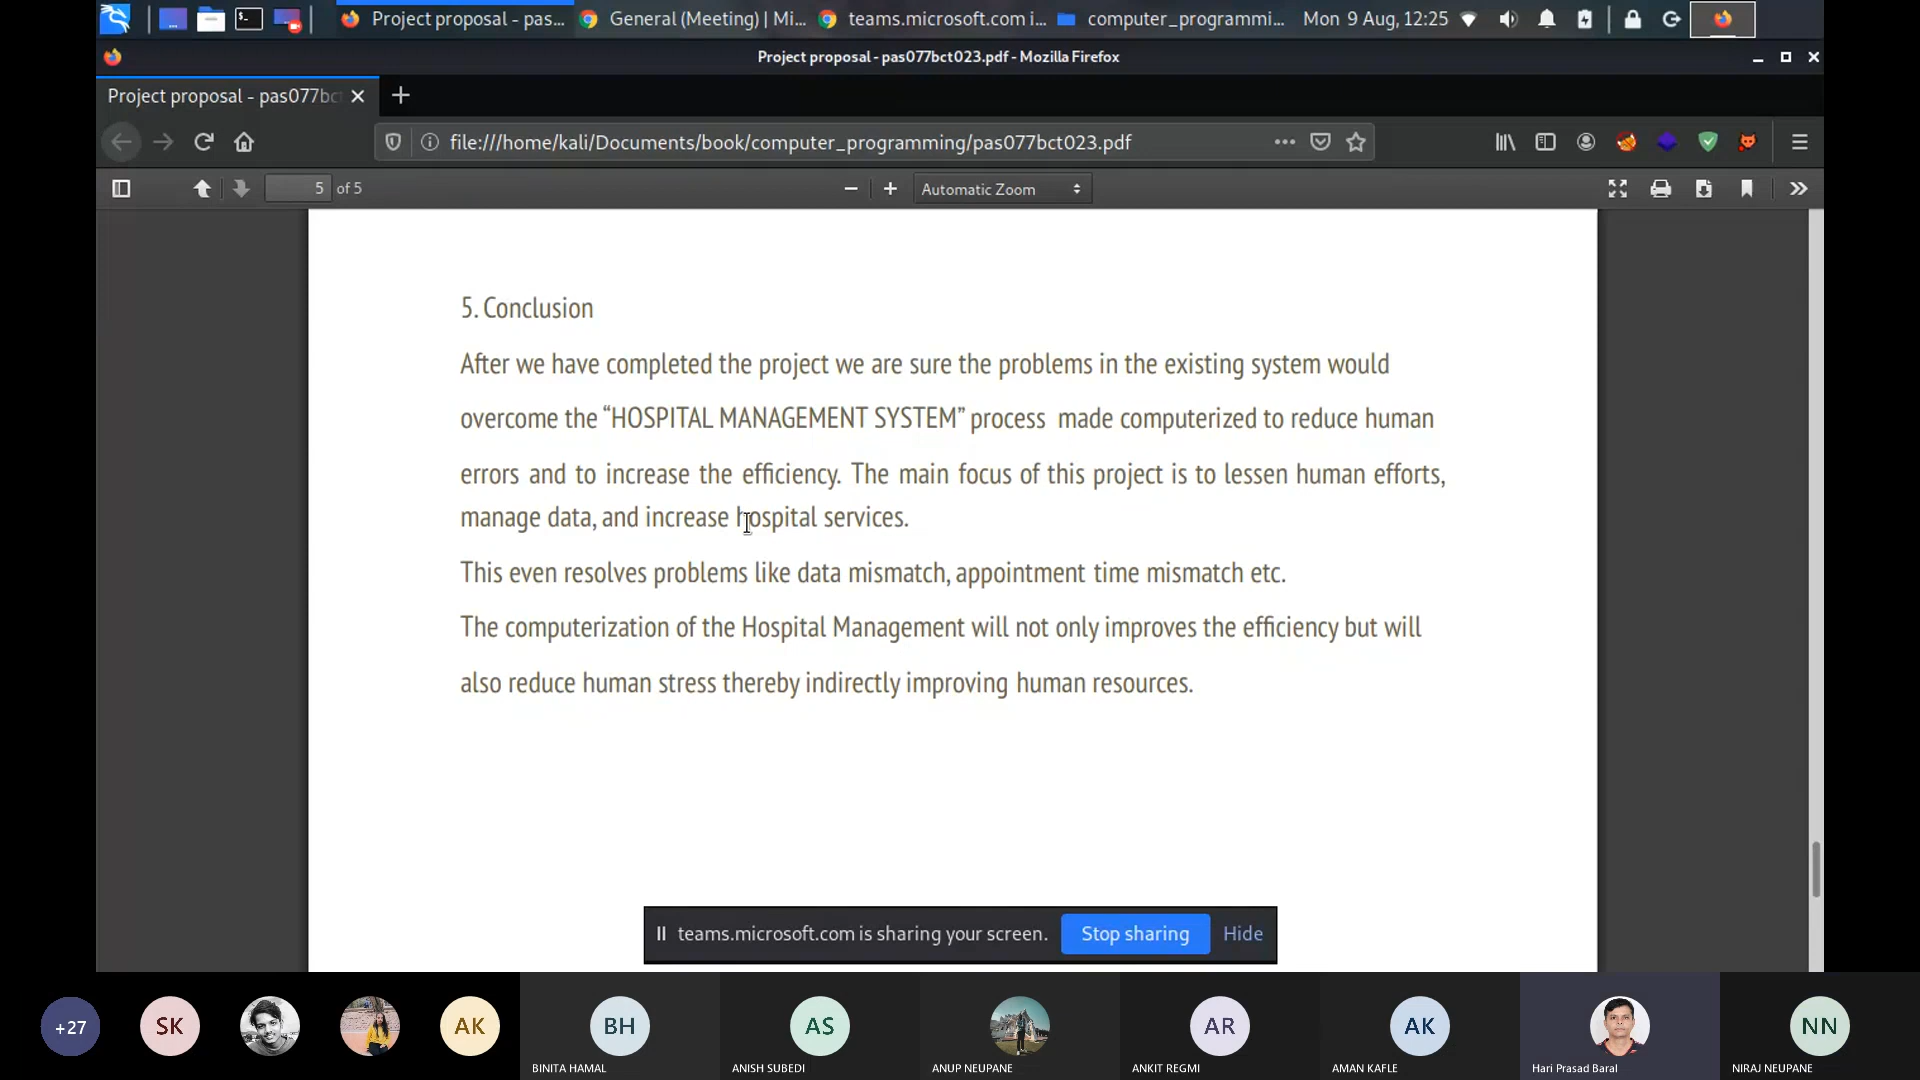 Project proposal - pas...
General (Meeting) | Mi...
teams.microsoft.com i...
computer_programmi...
Mon 9 Aug, 12:25
Project proposal - pas077bct023.pdf - Mozilla Firefox
Project proposal - pas077bc
file:///home/kali/Documents/book/computer_programming/pas077bct023.pdf
5 of 5
Automatic Zoom
5. Conclusion
After we have completed the project we are sure the problems in the existing system would
overcome the “HOSPITAL MANAGEMENT SYSTEM” process made computerized to reduce human
errors and to increase the efficiency. The main focus of this project is to lessen human efforts,
manage data, and increase hospital services.
This even resolves problems like data mismatch, appointment time mismatch etc.
The computerization of the Hospital Management will not only improves the efficiency but will
also reduce human stress thereby indirectly improving human resources.
teams.microsoft.com is sharing your screen.
Stop sharing
Hide
+27
SK
AK
BH
AS
AR
AK
NN
BINITA HAMAL
ANISH SUBEDI
ANUP NEUPANE
ANKIT REGMI
AMAN KAFLE
Hari Prasad Baral
NIRAJ NEUPANE